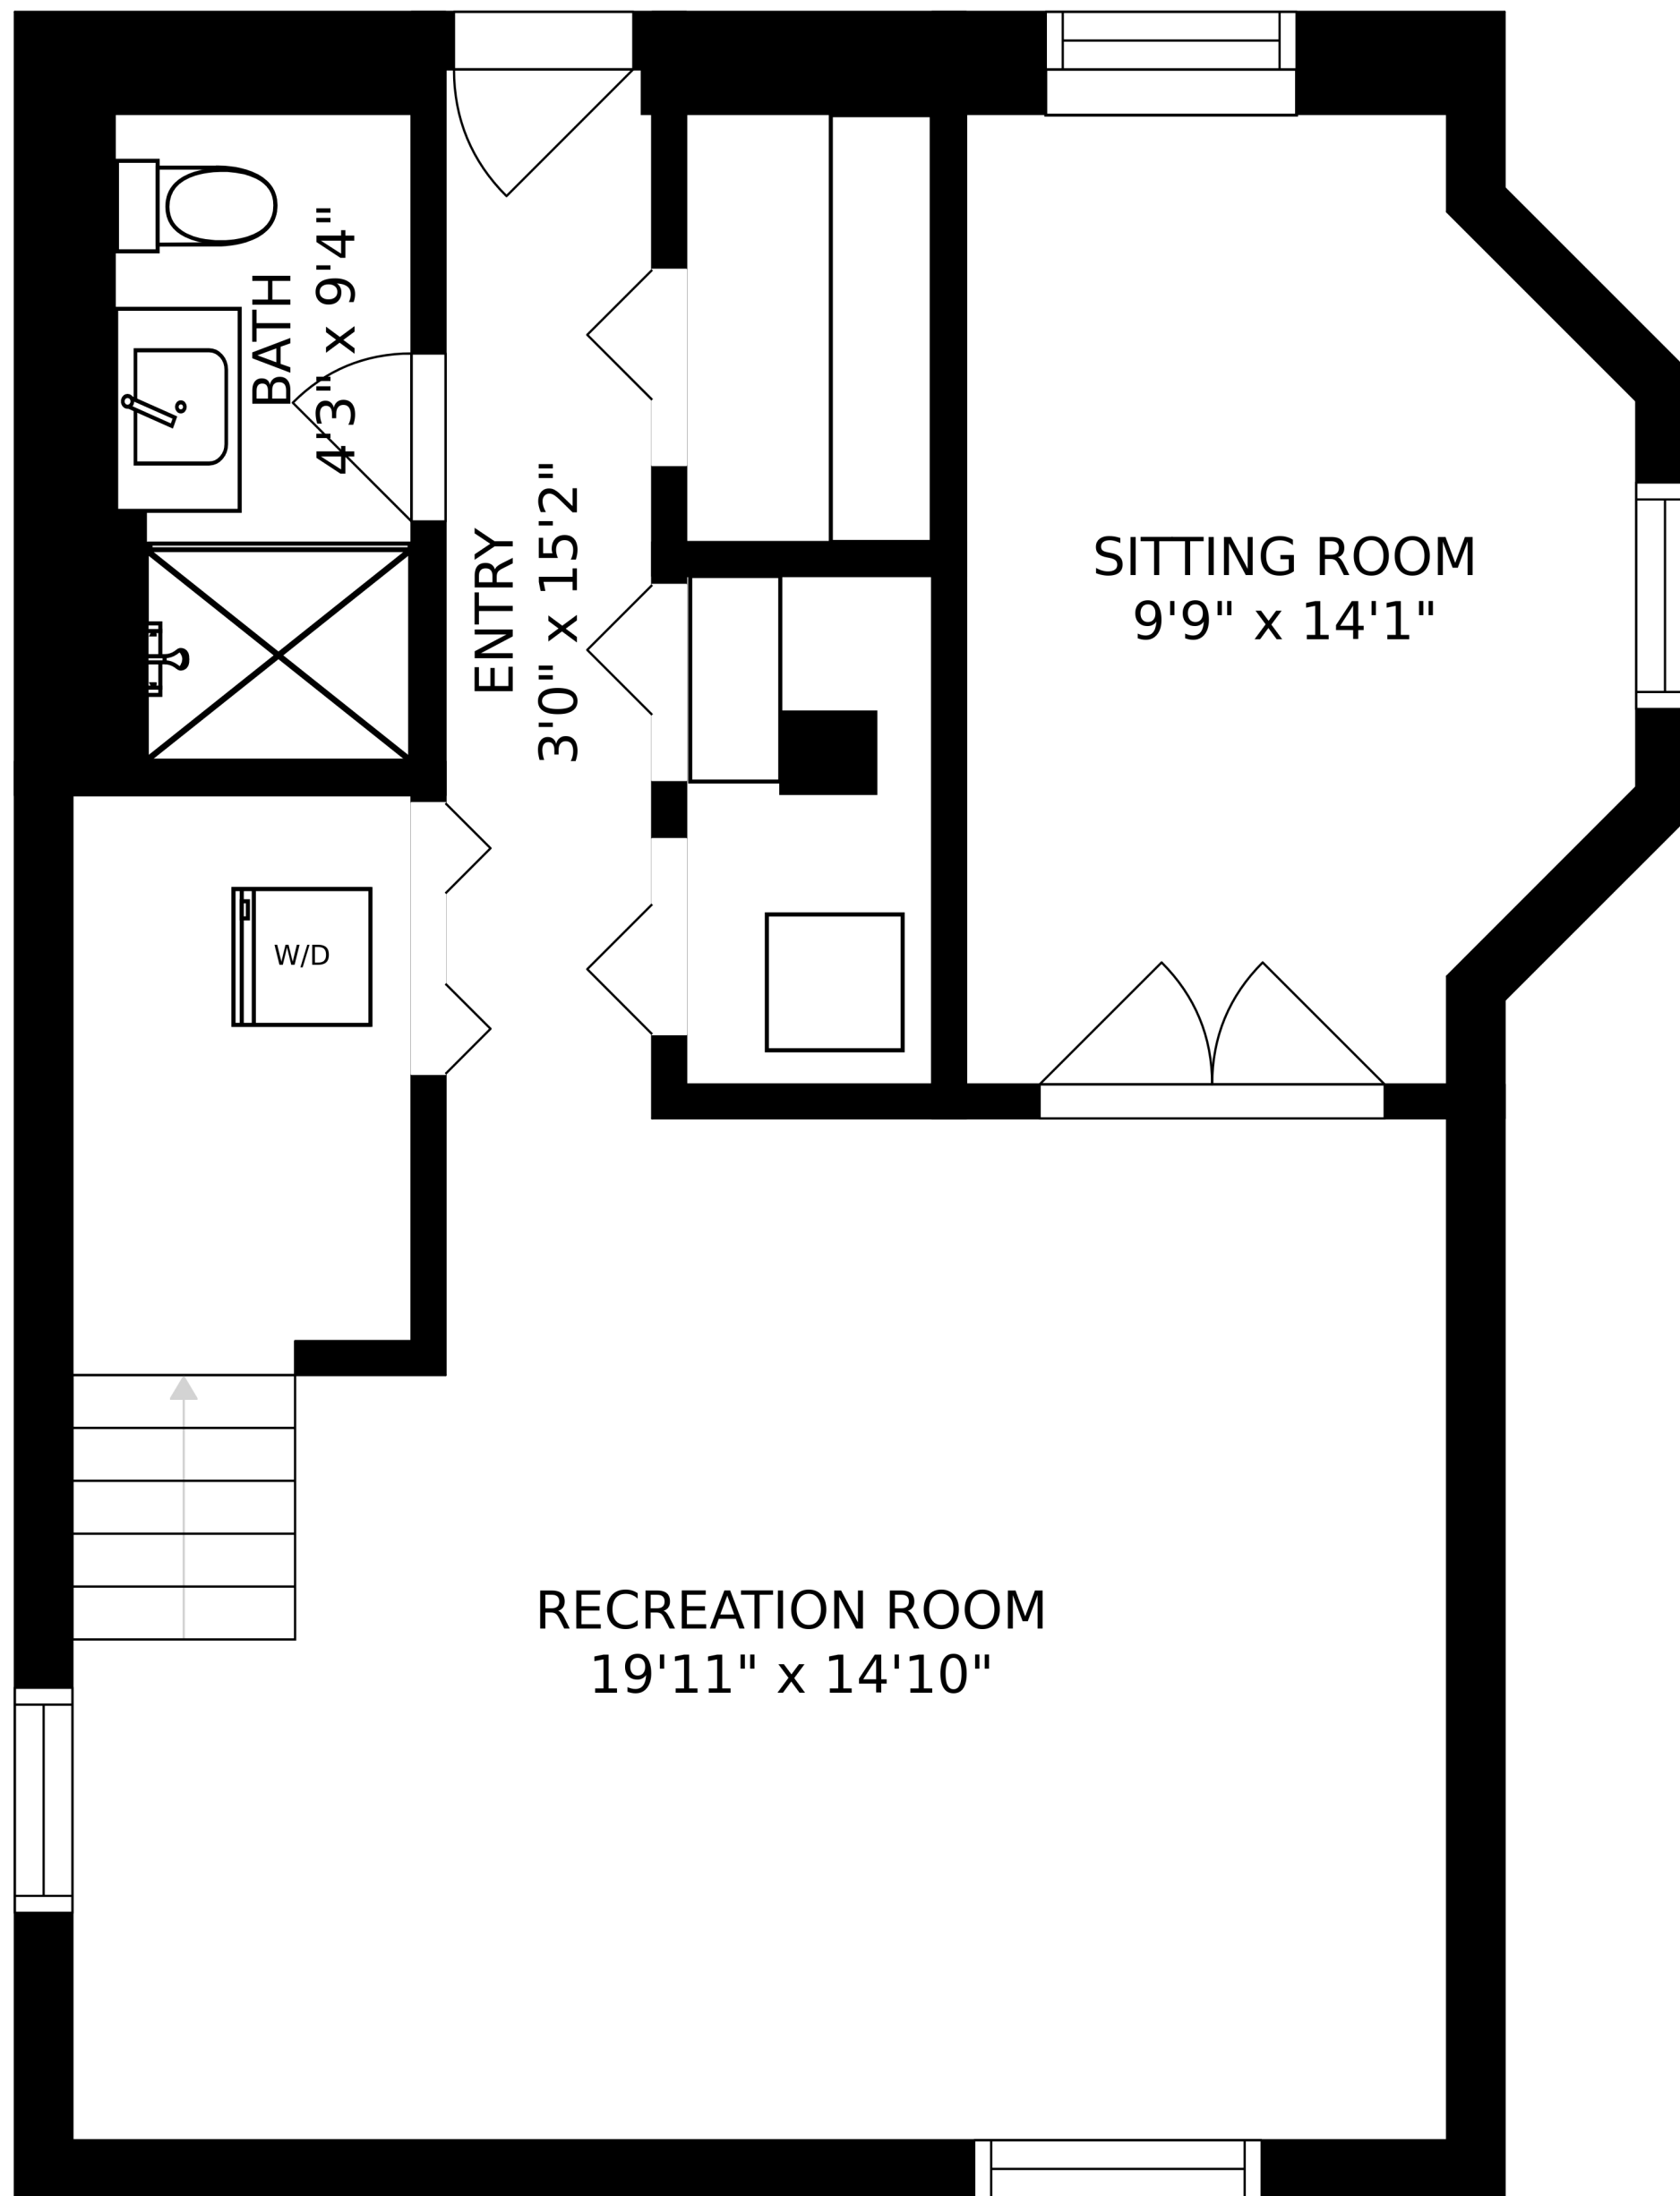 BATH
4'3" x 9'4"
ENTRY
3'0" x 15'2"
SITTING ROOM
9'9" x 14'1"
W/D
RECREATION ROOM
19'11" x 14'10"